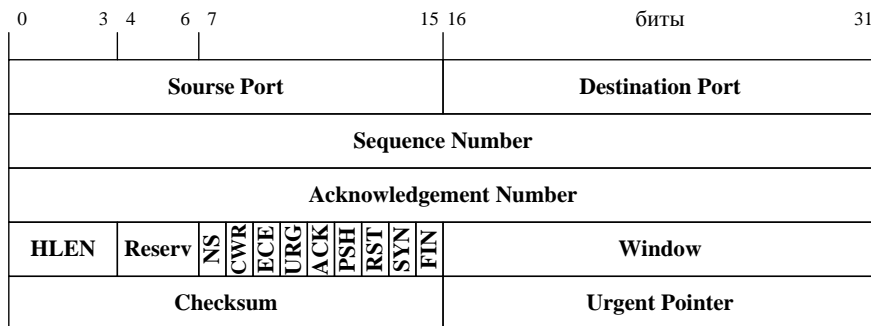 0 3 4 6 7 15 16 биты 31
Sourse Port Destination Port
Sequence Number
Acknowledgement Number
HLEN Reserv NS CWR ECE URG ACK PSH RST SYN FIN Window
Checksum Urgent Pointer